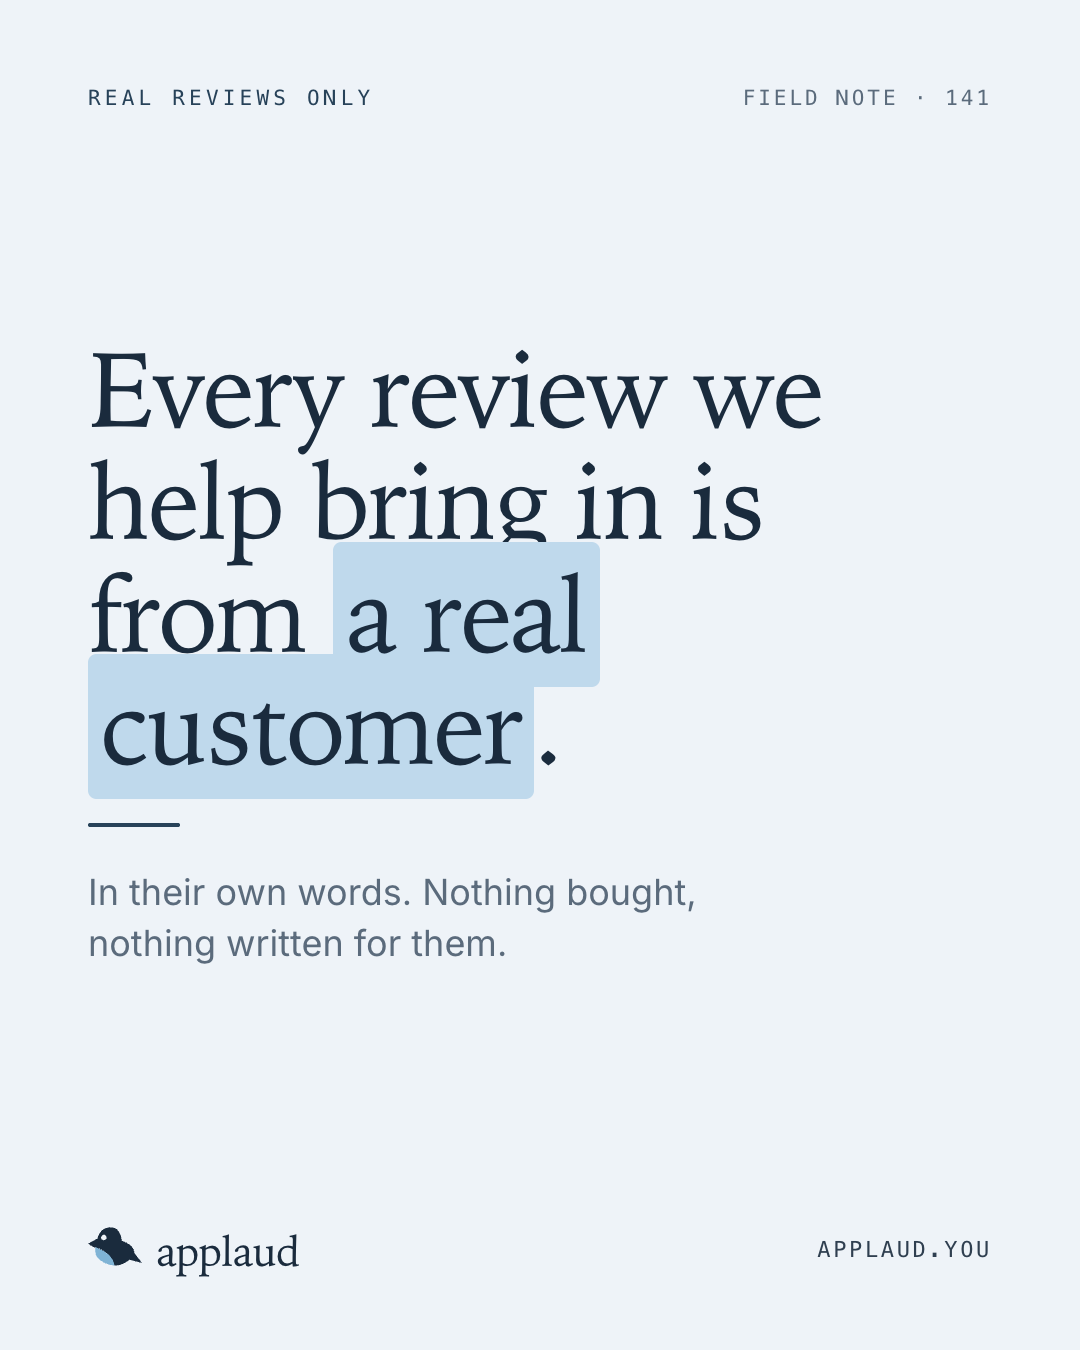 REAL REVIEWS ONLY
FIELD NOTE · 141
Every review we
help bring in is
from a real
customer.
In their own words. Nothing bought,
nothing written for them.
applaud
APPLAUD.YOU